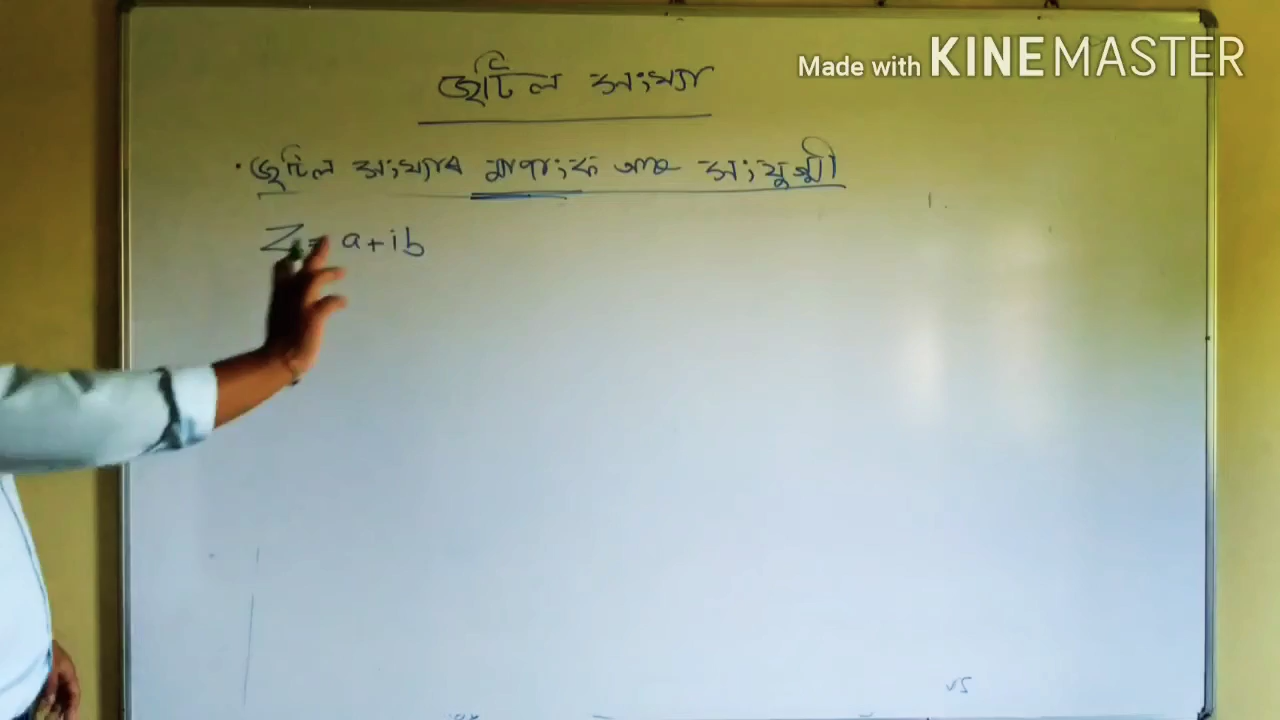 Made with KINEMASTER
জটিল সংখ্যা
• জটিল সংখ্যাৰ মাপাংক আৰু সংযুগ্মী
Z = a+ib